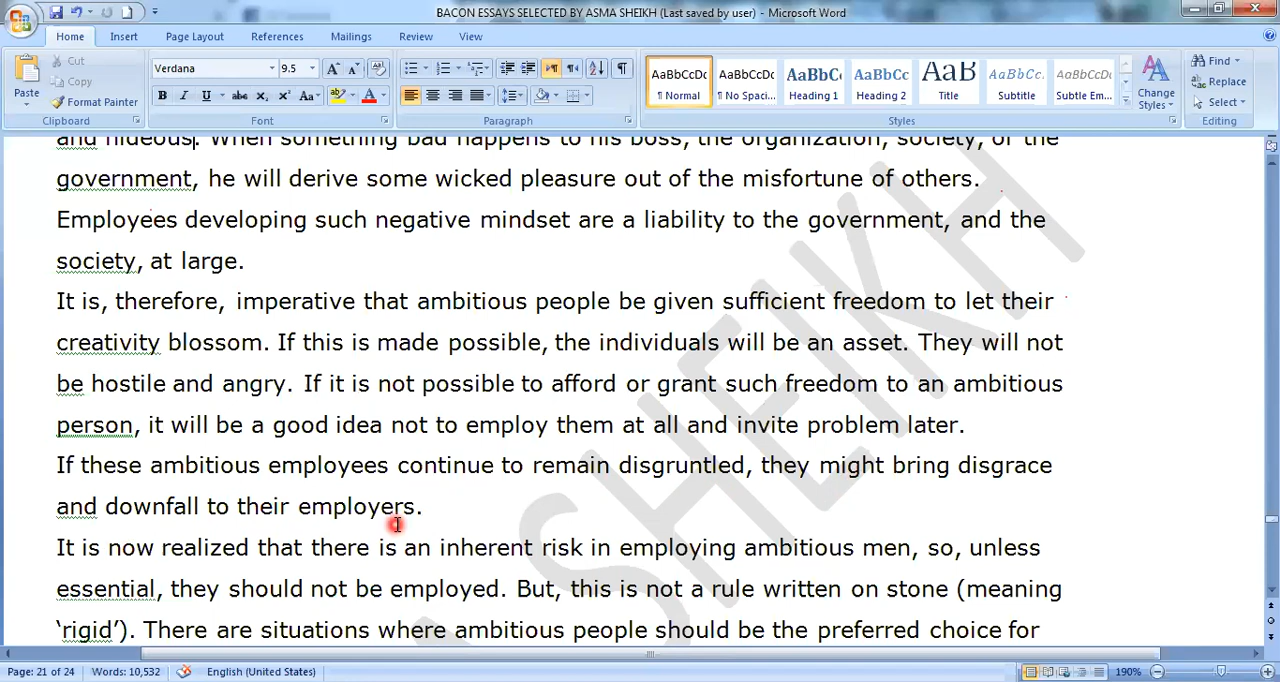 BACON ESSAYS SELECTED BY ASMA SHEIKH (Last saved by user) - Microsoft Word
Home Insert Page Layout References Mailings Review View
Cut
Copy
Paste
Format Painter
Clipboard
Verdana 9.5
Font
Paragraph
AaBbCcDc AaBbCcDc AaBbC AaBbCc AaB AaBbCc. AaBbCcDc
¶ Normal ¶ No Spaci... Heading 1 Heading 2 Title Subtitle Subtle Em...
Change Styles
Styles
Find
Replace
Select
Editing
and hideous. When something bad happens to his boss, the organization, society, or the
government, he will derive some wicked pleasure out of the misfortune of others.
Employees developing such negative mindset are a liability to the government, and the
society, at large.
It is, therefore, imperative that ambitious people be given sufficient freedom to let their
creativity blossom. If this is made possible, the individuals will be an asset. They will not
be hostile and angry. If it is not possible to afford or grant such freedom to an ambitious
person, it will be a good idea not to employ them at all and invite problem later.
If these ambitious employees continue to remain disgruntled, they might bring disgrace
and downfall to their employers.
It is now realized that there is an inherent risk in employing ambitious men, so, unless
essential, they should not be employed. But, this is not a rule written on stone (meaning
‘rigid’). There are situations where ambitious people should be the preferred choice for
SHEIKH
Page: 21 of 24 Words: 10,532 English (United States) 190%